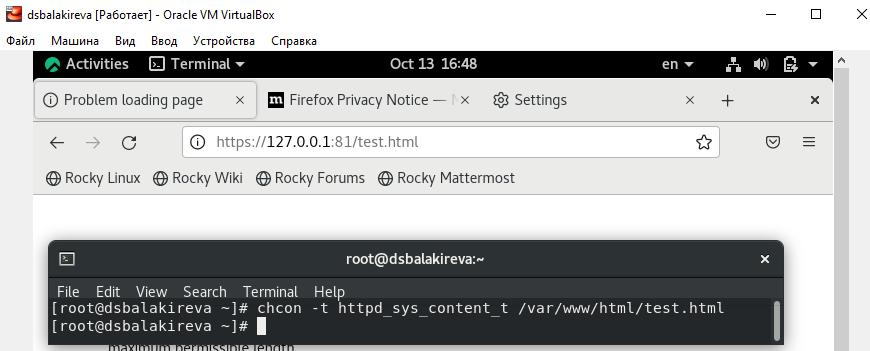 dsbalakireva [Работает] - Oracle VM VirtualBox
Файл Машина Вид Ввод Устройства Справка
Activities Terminal Oct 13 16:48 en
Problem loading page Firefox Privacy Notice — Settings
https://127.0.0.1:81/test.html
Rocky Linux Rocky Wiki Rocky Forums Rocky Mattermost
root@dsbalakireva:~
File Edit View Search Terminal Help
[root@dsbalakireva ~]# chcon -t httpd_sys_content_t /var/www/html/test.html
[root@dsbalakireva ~]#
maximum permissible length